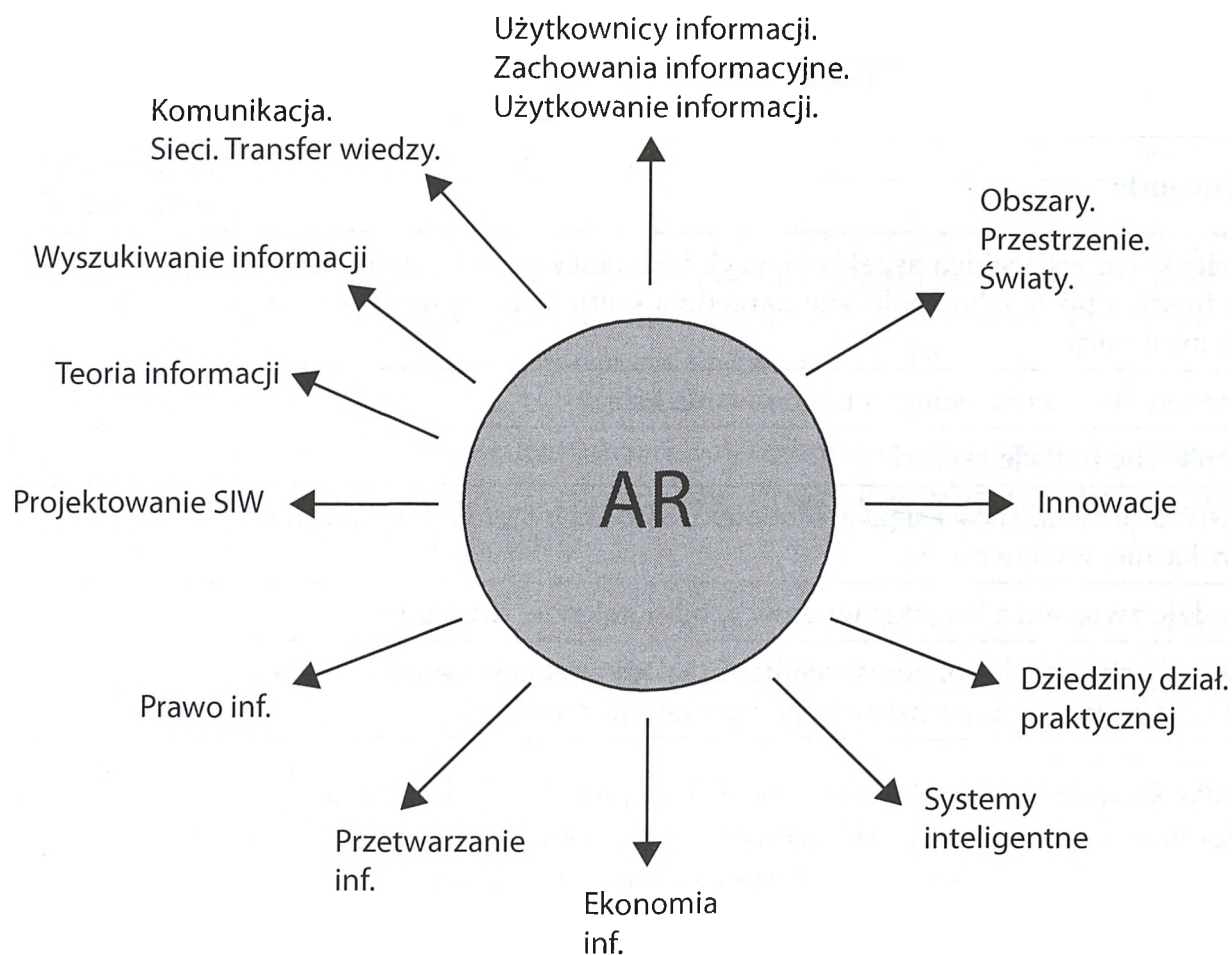 Użytkownicy informacji.
Zachowania informacyjne.
Użytkowanie informacji.
Komunikacja.
Sieci. Transfer wiedzy.
Obszary.
Przestrzenie.
Światy.
Wyszukiwanie informacji
Teoria informacji
Projektowanie SIW
AR
Innowacje
Prawo inf.
Dziedziny dział.
praktycznej
Przetwarzanie
inf.
Systemy
inteligentne
Ekonomia
inf.